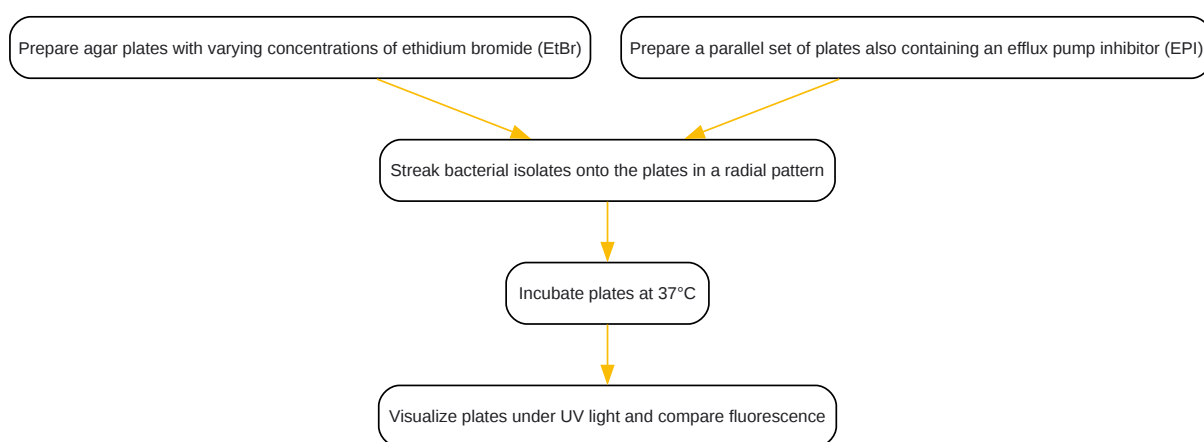 Prepare agar plates with varying concentrations of ethidium bromide (EtBr)
Prepare a parallel set of plates also containing an efflux pump inhibitor (EPI)
Streak bacterial isolates onto the plates in a radial pattern
Incubate plates at 37°C
Visualize plates under UV light and compare fluorescence